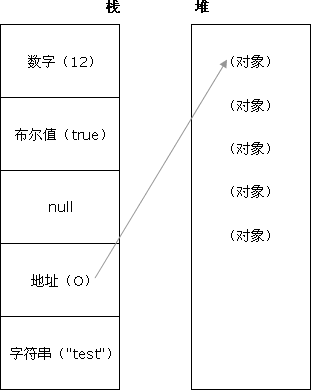 栈 堆
数字（12）
布尔值（true）
null
地址（O）
字符串（"test"）
（对象）
（对象）
（对象）
（对象）
（对象）